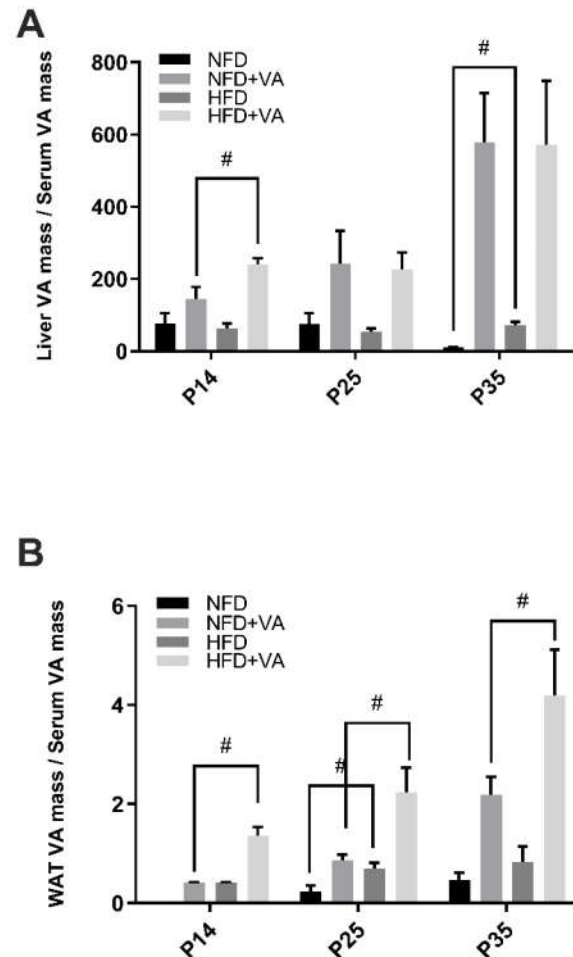 A
Liver VA mass / Serum VA mass
800
600
400
200
0
NFD
NFD+VA
HFD
HFD+VA
#
#
P14
P25
P35
B
WAT VA mass / Serum VA mass
6
4
2
0
NFD
NFD+VA
HFD
HFD+VA
#
#
#
#
P14
P25
P35